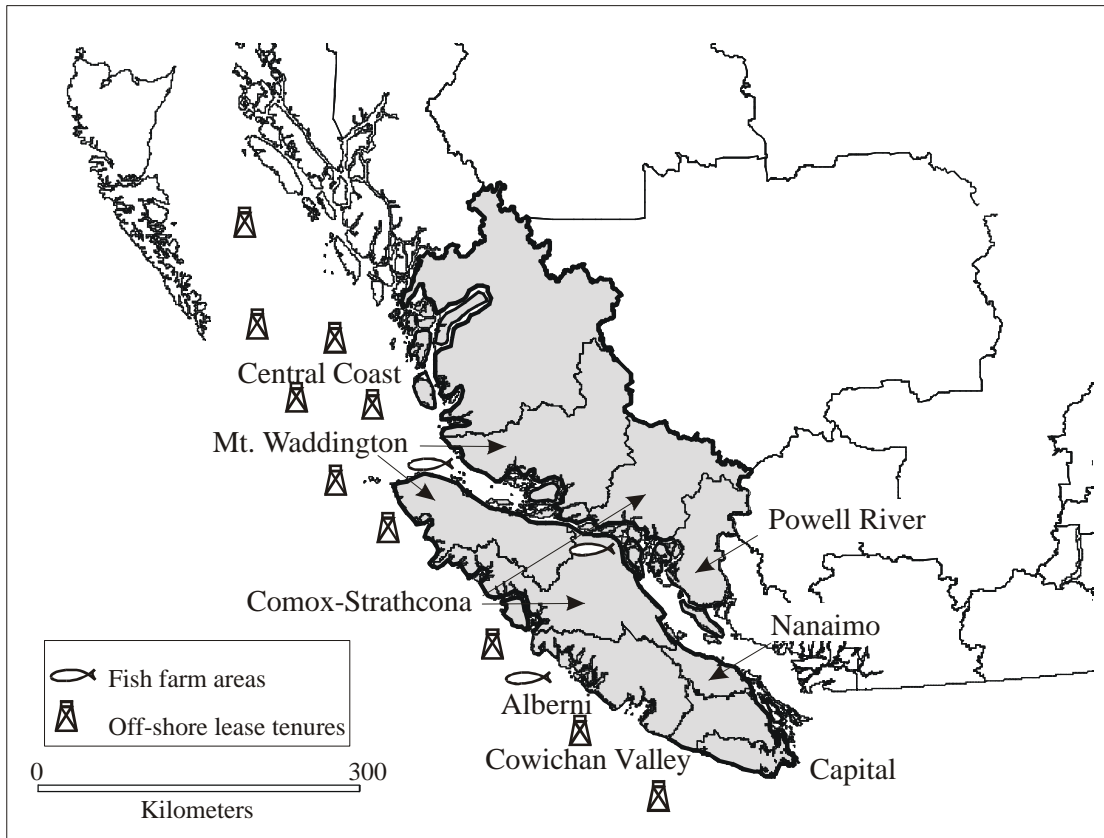 Central Coast
Mt. Waddington
Powell River
Comox-Strathcona
Nanaimo
Fish farm areas
Alberni
Off-shore lease tenures
Cowichan Valley
Capital
0 300
Kilometers